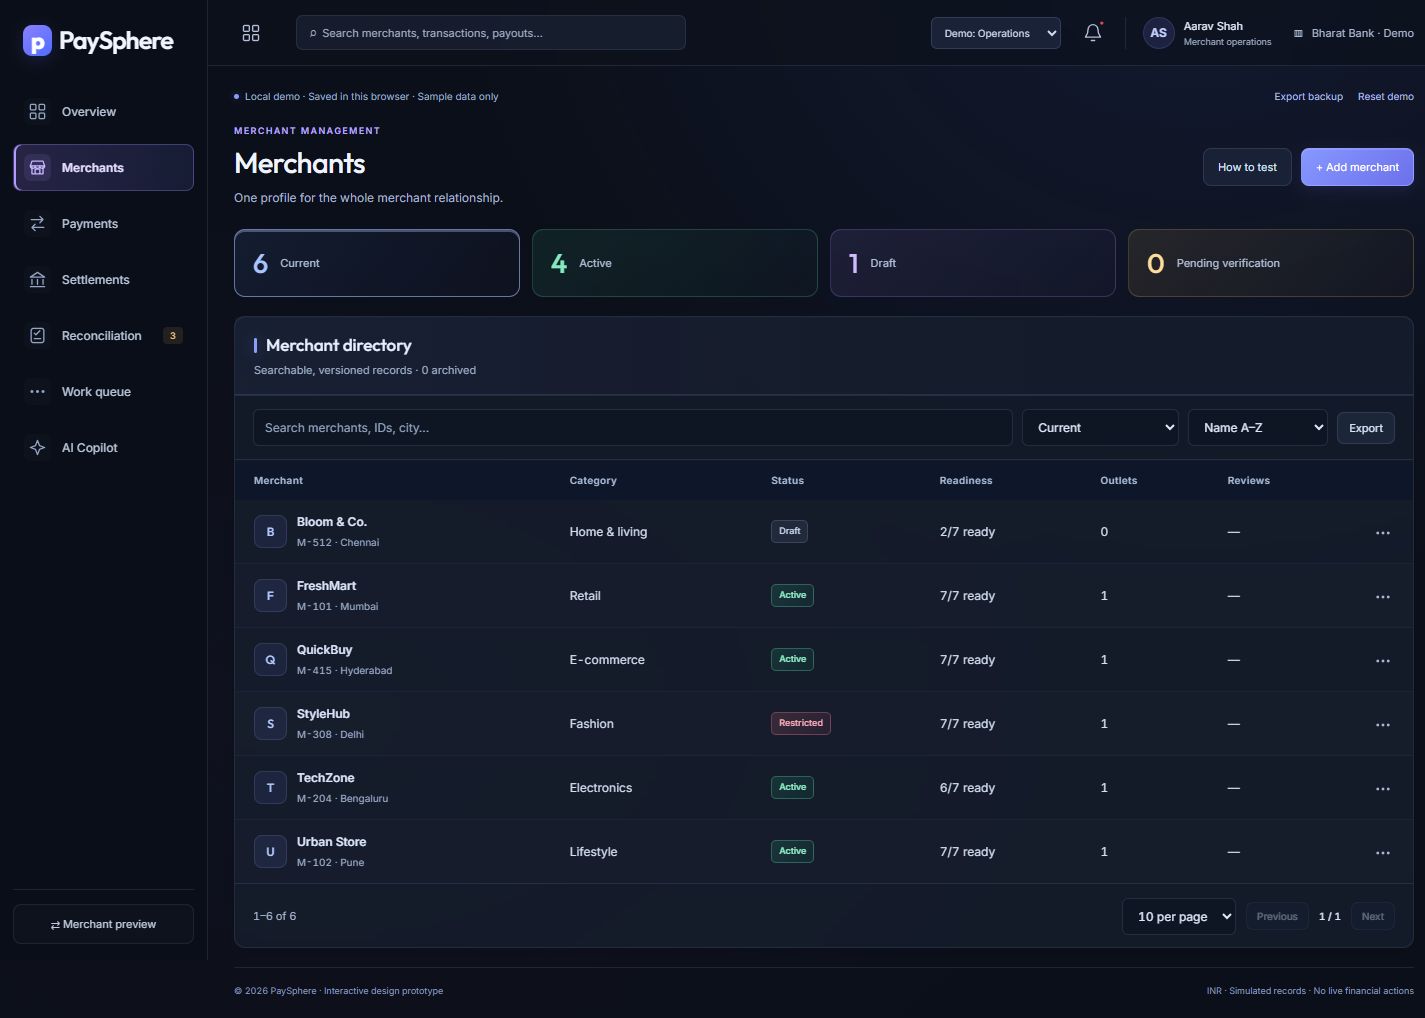 p PaySphere
Search merchants, transactions, payouts...
Demo: Operations
AS
Aarav Shah
Merchant operations
Bharat Bank · Demo
Overview
Merchants
Payments
Settlements
Reconciliation 3
Work queue
AI Copilot
Merchant preview
Local demo · Saved in this browser · Sample data only
Export backup
Reset demo
MERCHANT MANAGEMENT
Merchants
One profile for the whole merchant relationship.
How to test
+ Add merchant
6 Current
4 Active
1 Draft
0 Pending verification
Merchant directory
Searchable, versioned records · 0 archived
Search merchants, IDs, city...
Current
Name A–Z
Export
Merchant Category Status Readiness Outlets Reviews
B Bloom & Co. Home & living Draft 2/7 ready 0 — ...
M-512 · Chennai
F FreshMart Retail Active 7/7 ready 1 — ...
M-101 · Mumbai
Q QuickBuy E-commerce Active 7/7 ready 1 — ...
M-415 · Hyderabad
S StyleHub Fashion Restricted 7/7 ready 1 — ...
M-308 · Delhi
T TechZone Electronics Active 6/7 ready 1 — ...
M-204 · Bengaluru
U Urban Store Lifestyle Active 7/7 ready 1 — ...
M-102 · Pune
1–6 of 6
10 per page
Previous
1 / 1
Next
© 2026 PaySphere · Interactive design prototype
INR · Simulated records · No live financial actions